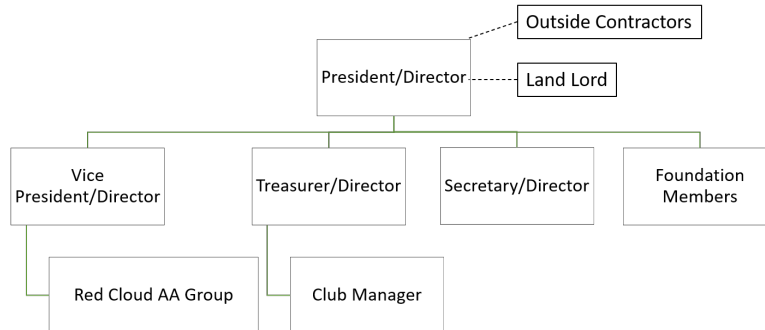 Outside Contractors
President/Director
Land Lord
Vice
President/Director
Treasurer/Director
Secretary/Director
Foundation
Members
Red Cloud AA Group
Club Manager